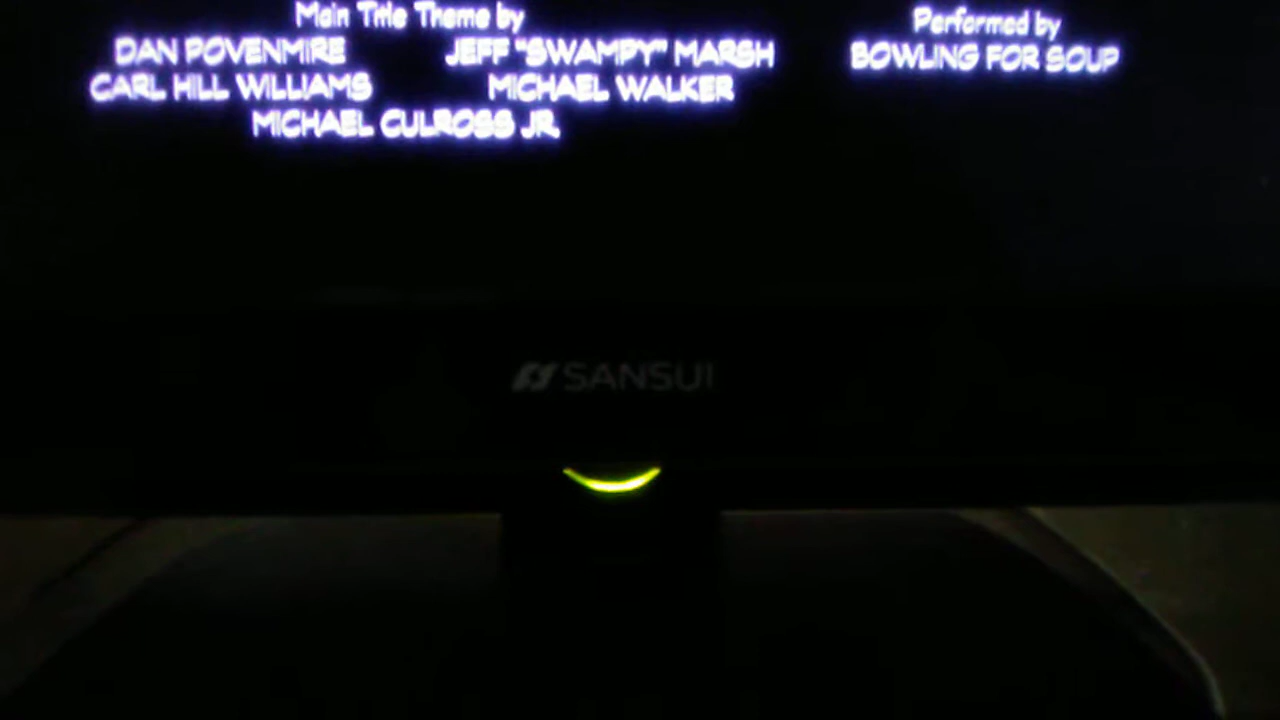 Main Title Theme by
DAN POVENMIRE JEFF "SWAMPY" MARSH
CARL HILL WILLIAMS MICHAEL WALKER
MICHAEL CULROSS JR.
Performed by
BOWLING FOR SOUP
SANSUI